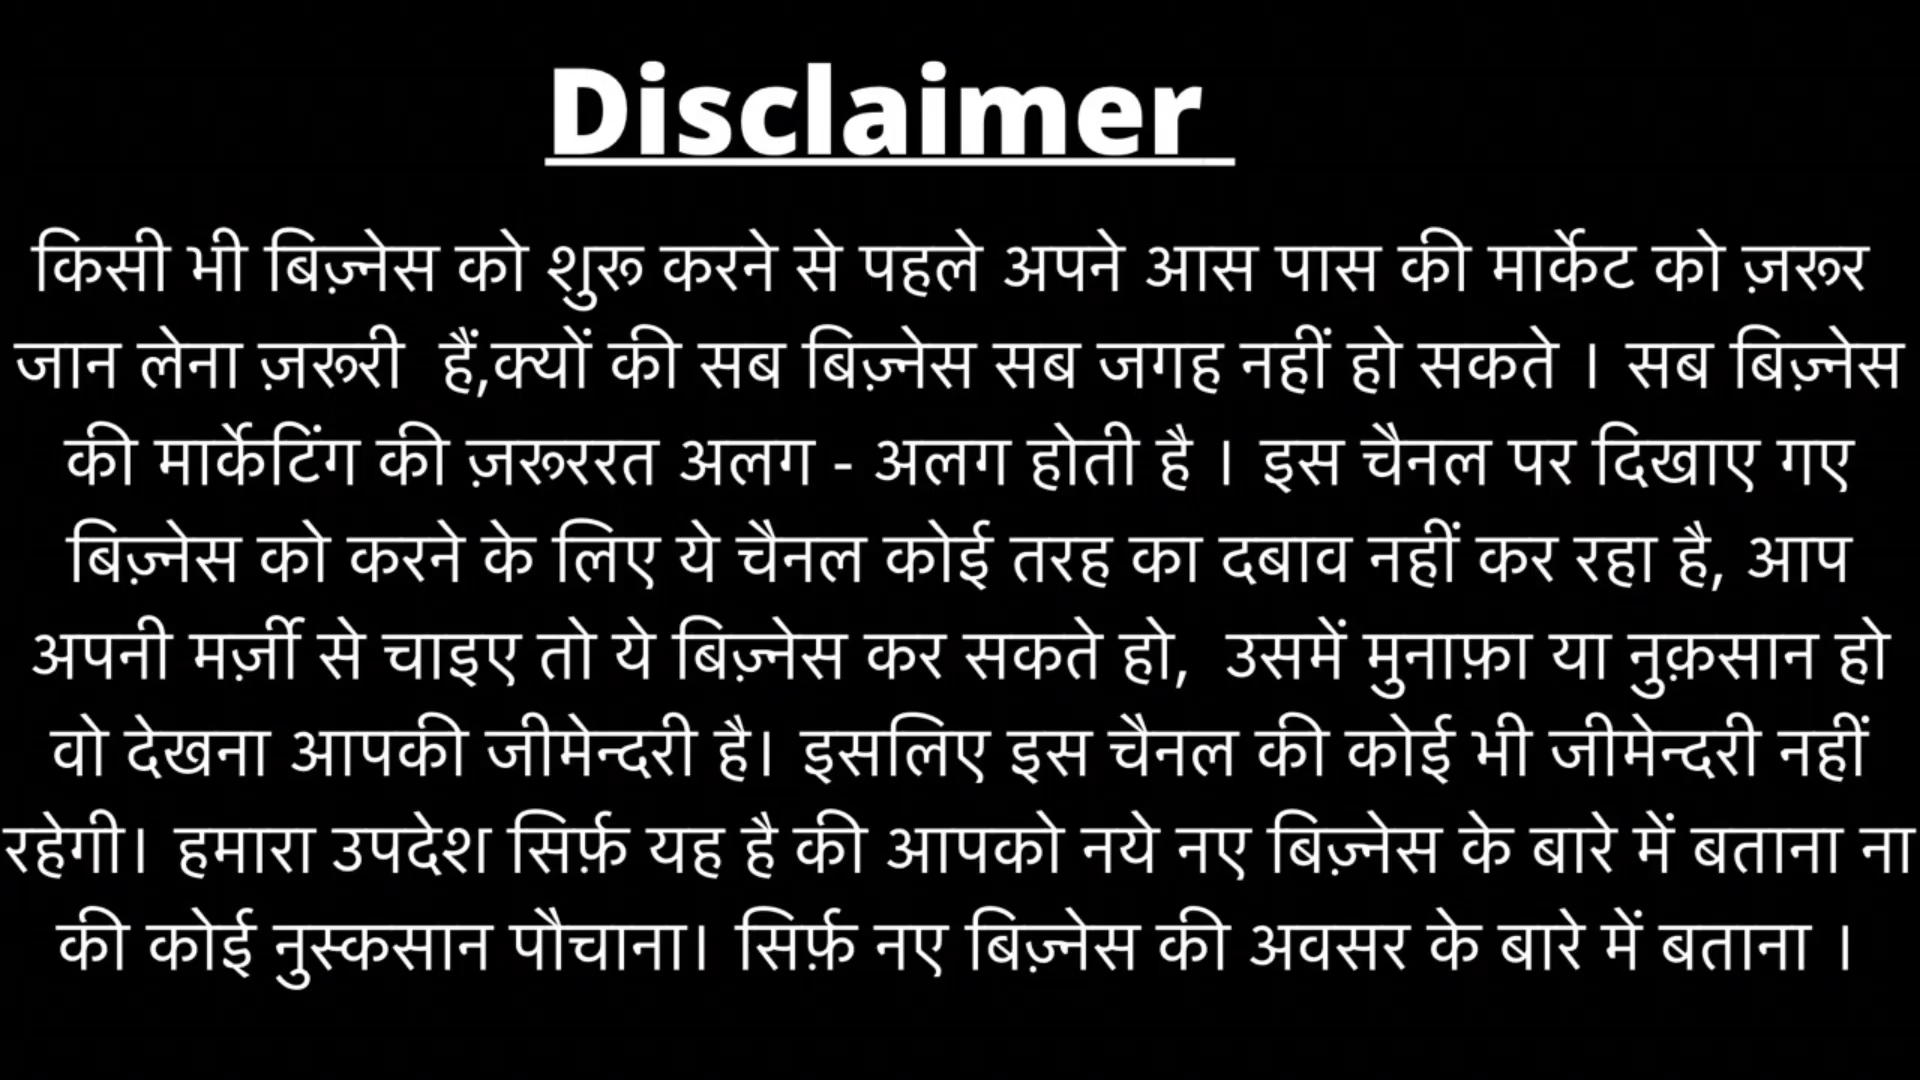 Disclaimer
किसी भी बिज़्नेस को शुरू करने से पहले अपने आस पास की मार्केट को ज़रूर
जान लेना ज़रूरी हैं,क्यों की सब बिज़्नेस सब जगह नहीं हो सकते । सब बिज़्नेस
की मार्केटिंग की ज़रूररत अलग - अलग होती है । इस चैनल पर दिखाए गए
बिज़्नेस को करने के लिए ये चैनल कोई तरह का दबाव नहीं कर रहा है, आप
अपनी मर्ज़ी से चाइए तो ये बिज़्नेस कर सकते हो, उसमें मुनाफ़ा या नुक़सान हो
वो देखना आपकी जीमेन्दरी है। इसलिए इस चैनल की कोई भी जीमेन्दरी नहीं
रहेगी। हमारा उपदेश सिर्फ़ यह है की आपको नये नए बिज़्नेस के बारे में बताना ना
की कोई नुस्कसान पौचाना। सिर्फ़ नए बिज़्नेस की अवसर के बारे में बताना ।